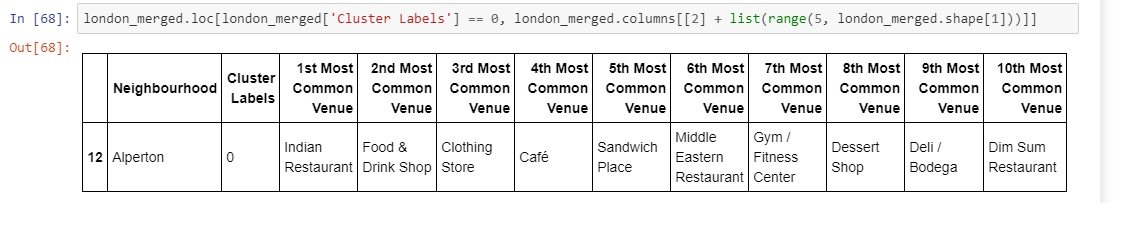 In [68]: london_merged.loc[london_merged['Cluster Labels'] == 0, london_merged.columns[[2] + list(range(5, london_merged.shape[1]))]]
Out[68]:
Neighbourhood Cluster Labels 1st Most Common Venue 2nd Most Common Venue 3rd Most Common Venue 4th Most Common Venue 5th Most Common Venue 6th Most Common Venue 7th Most Common Venue 8th Most Common Venue 9th Most Common Venue 10th Most Common Venue
12 Alperton 0 Indian Restaurant Food & Drink Shop Clothing Store Café Sandwich Place Middle Eastern Restaurant Gym / Fitness Center Dessert Shop Deli / Bodega Dim Sum Restaurant